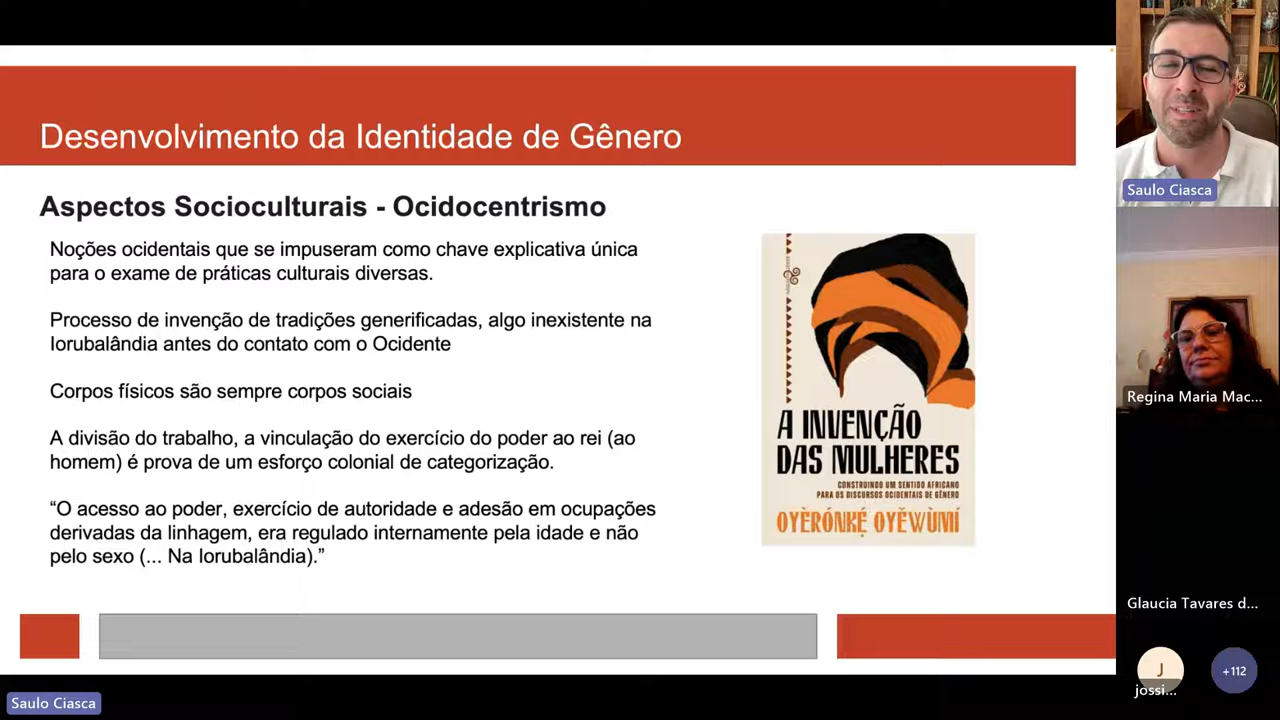 Desenvolvimento da Identidade de Gênero
Aspectos Socioculturais - Ocidocentrismo
Noções ocidentais que se impuseram como chave explicativa única
para o exame de práticas culturais diversas.
Processo de invenção de tradições generificadas, algo inexistente na
Iorubalândia antes do contato com o Ocidente
Corpos físicos são sempre corpos sociais
A divisão do trabalho, a vinculação do exercício do poder ao rei (ao
homem) é prova de um esforço colonial de categorização.
“O acesso ao poder, exercício de autoridade e adesão em ocupações
derivadas da linhagem, era regulado internamente pela idade e não
pelo sexo (... Na Iorubalândia).”
A INVENÇÃO
DAS MULHERES
CONSTRUINDO UM SENTIDO AFRICANO
PARA OS DISCURSOS OCIDENTAIS DE GÊNERO
OYÈRÓNKẸ́ OYĚWÙMÍ
Saulo Ciasca
Regina Maria Mac...
Glaucia Tavares d...
J
jossi...
+112
Saulo Ciasca